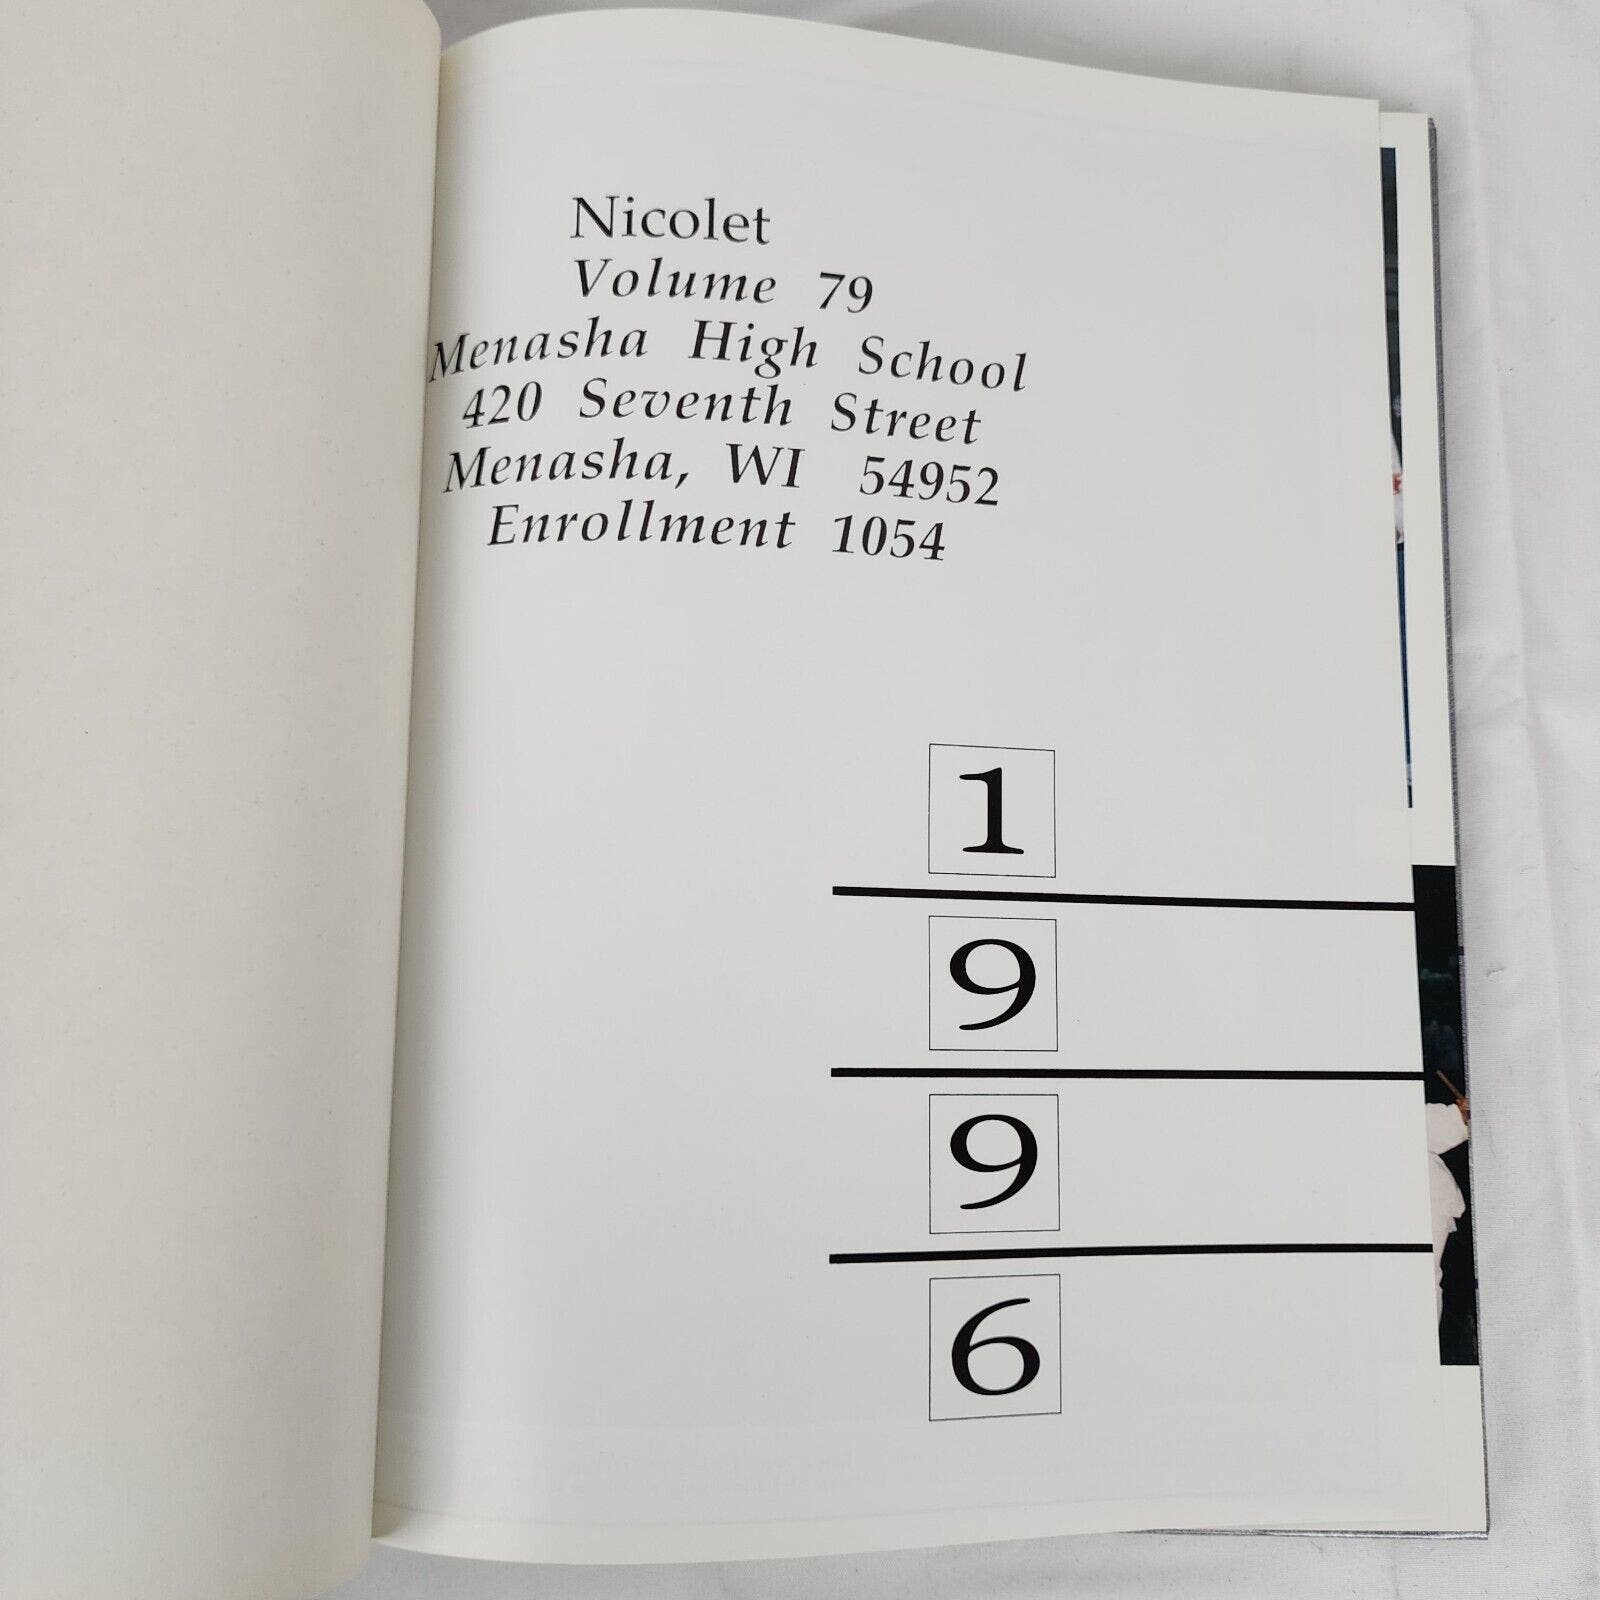 Nicolet
Volume 79
Menasha High School
420 Seventh Street
Menasha, WI 54952
Enrollment 1054
1
9
9
6